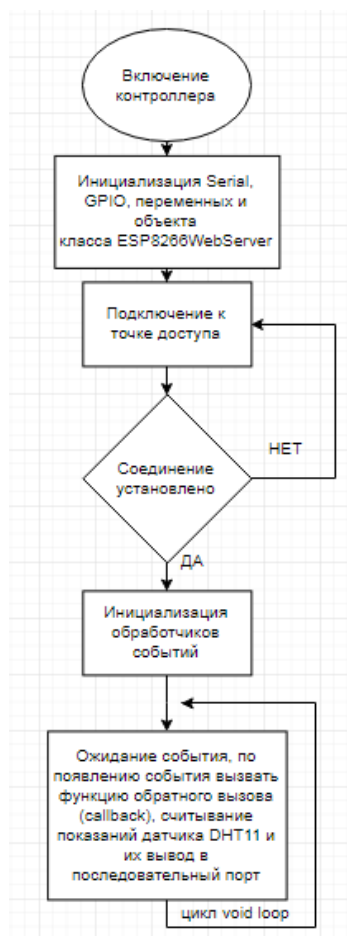 Включение
контроллера
Инициализация Serial,
GPIO, переменных и
объекта
класса ESP8266WebServer
Подключение к
точке доступа
НЕТ
Соединение
установлено
ДА
Инициализация
обработчиков
событий
Ожидание события, по
появлению события вызвать
функцию обратного вызова
(callback), считывание
показаний датчика DHT11 и
их вывод в
последовательный порт
цикл void loop